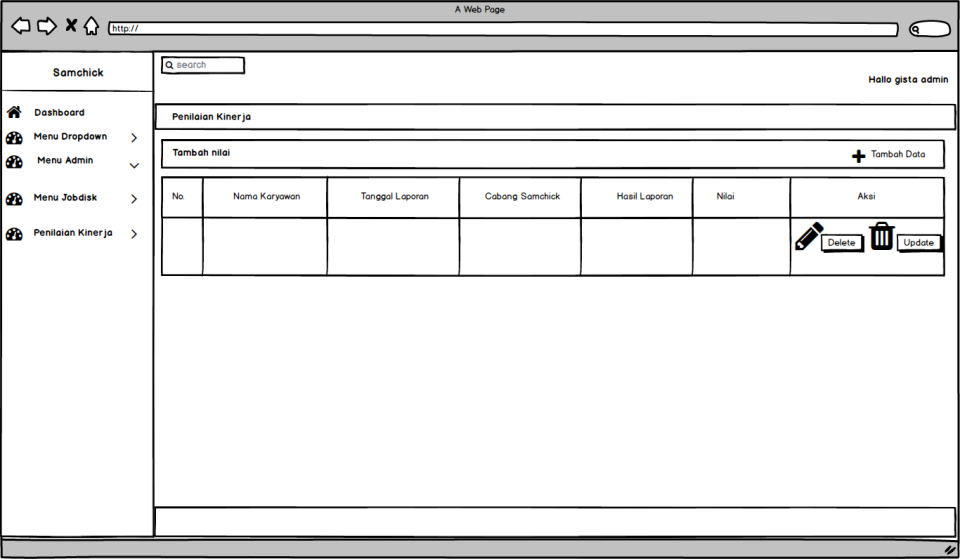 A Web Page
http://
Samchick
search
Hallo gista admin
Dashboard
Menu Dropdown
Menu Admin
Menu Jobdisk
Penilaian Kinerja
Penilaian Kinerja
Tambah nilai
Tambah Data
No. Nama Karyawan Tanggal Laporan Cabang Samchick Hasil Laporan Nilai Aksi
Delete Update